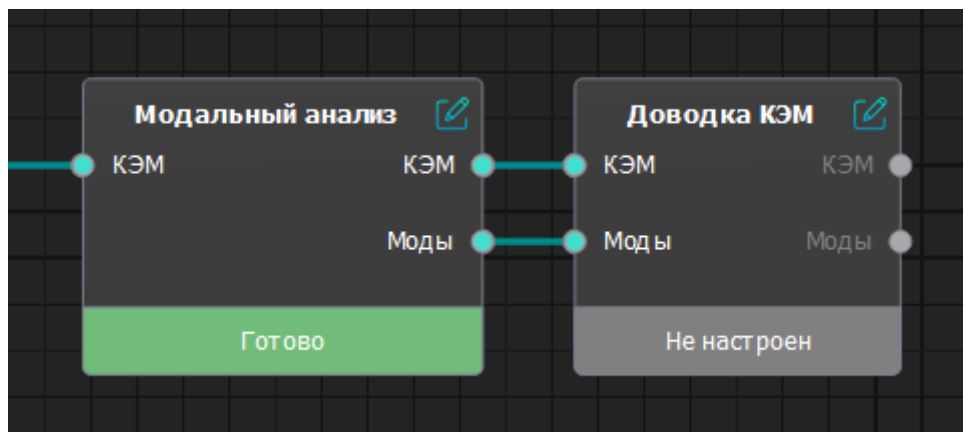 Модальный анализ
КЭМ КЭМ
Моды
Готово
Доводка КЭМ
КЭМ КЭМ
Моды Моды
Не настроен